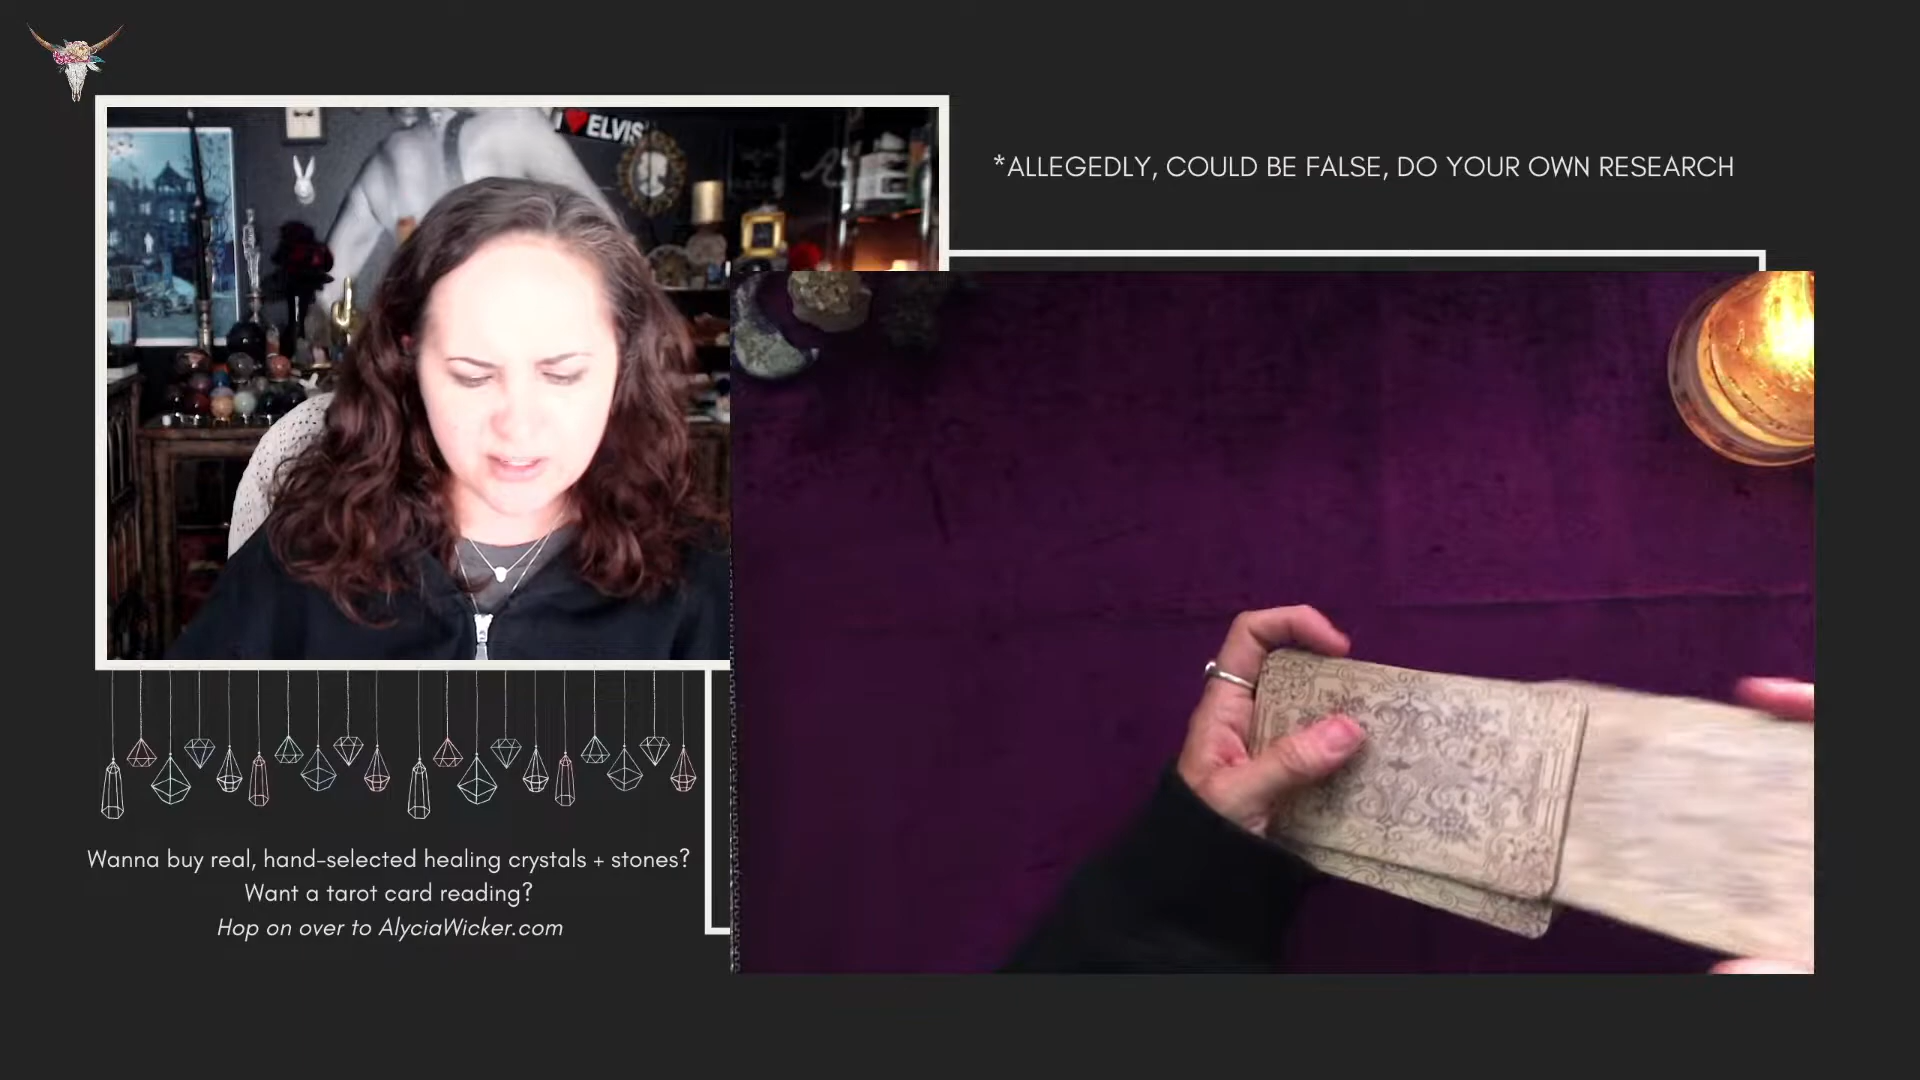 I ❤ ELVIS
*ALLEGEDLY, COULD BE FALSE, DO YOUR OWN RESEARCH
Wanna buy real, hand-selected healing crystals + stones?
Want a tarot card reading?
Hop on over to AlyciaWicker.com